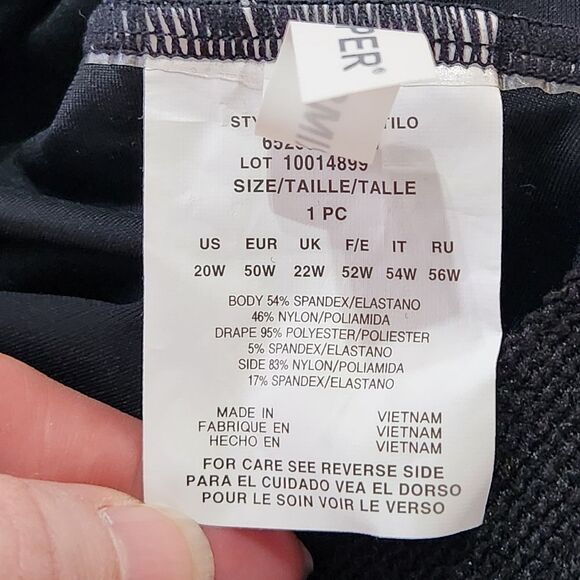 PER®
LOT 10014899
SIZE/TAILLE/TALLE
1 PC
US EUR UK F/E IT RU
20W 50W 22W 52W 54W 56W
BODY 54% SPANDEX/ELASTANO
46% NYLON/POLIAMIDA
DRAPE 95% POLYESTER/POLIESTER
5% SPANDEX/ELASTANO
SIDE 83% NYLON/POLIAMIDA
17% SPANDEX/ELASTANO
MADE IN VIETNAM
FABRIQUE EN VIETNAM
HECHO EN VIETNAM
FOR CARE SEE REVERSE SIDE
PARA EL CUIDADO VEA EL DORSO
POUR LE SOIN VOIR LE VERSO